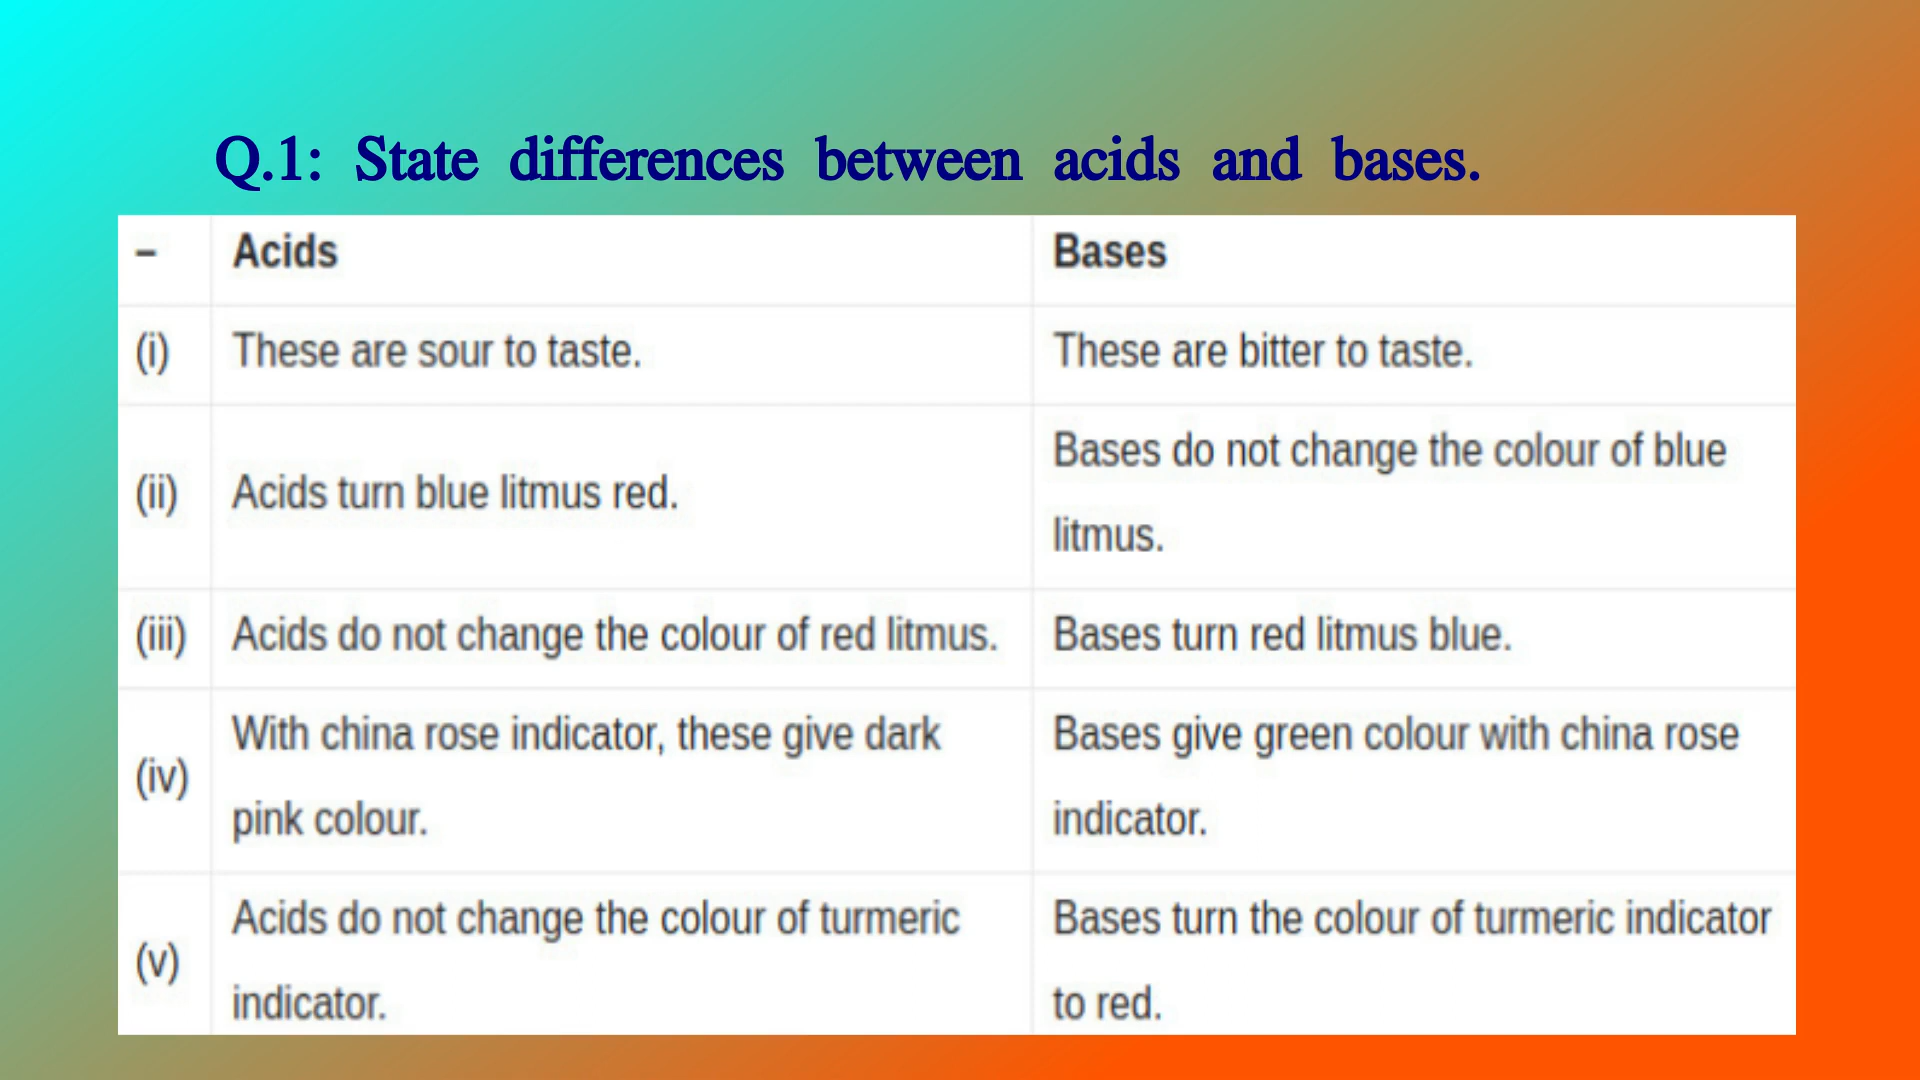 Q.1: State differences between acids and bases.
– Acids Bases
(i) These are sour to taste. These are bitter to taste.
(ii) Acids turn blue litmus red. Bases do not change the colour of blue
litmus.
(iii) Acids do not change the colour of red litmus. Bases turn red litmus blue.
(iv) With china rose indicator, these give dark
pink colour.
Bases give green colour with china rose
indicator.
(v) Acids do not change the colour of turmeric
indicator.
Bases turn the colour of turmeric indicator
to red.